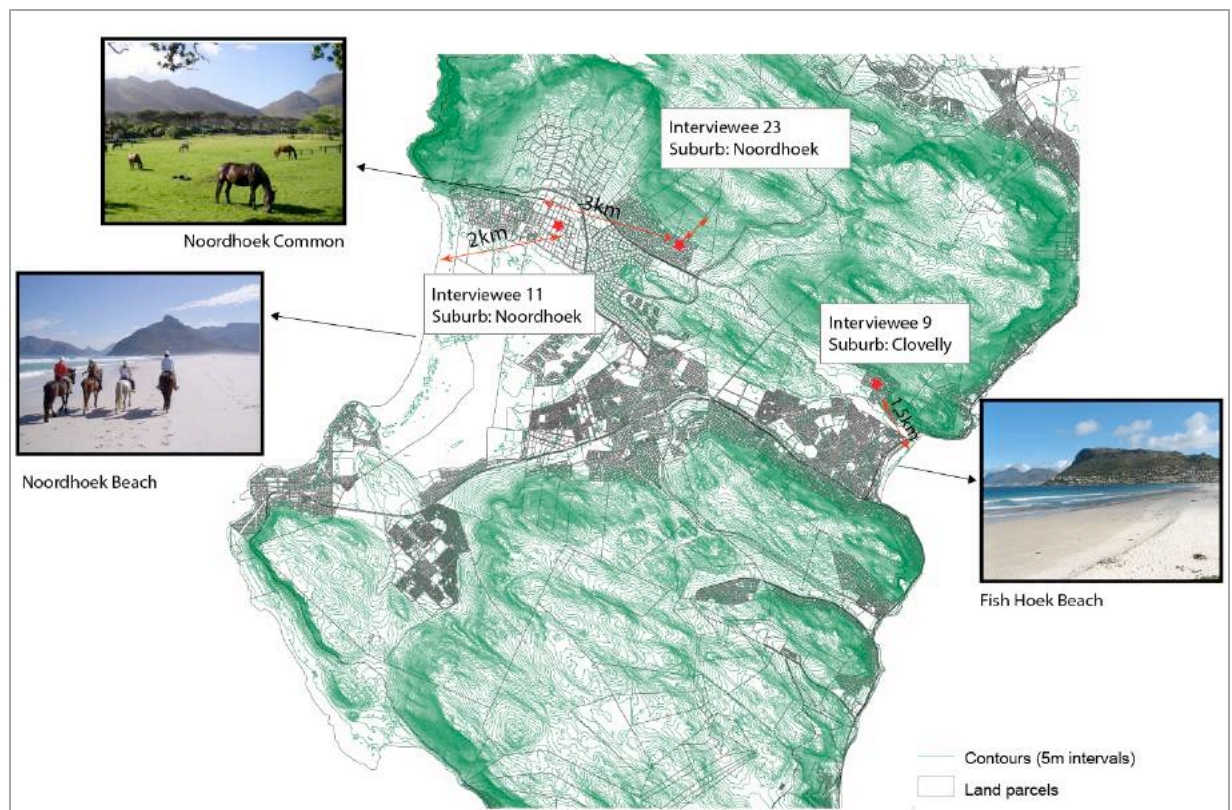 Interviewee 23
Suburb: Noordhoek
Noordhoek Common
3km
2km
Interviewee 11
Suburb: Noordhoek
Interviewee 9
Suburb: Clovelly
1.5km
Noordhoek Beach
Fish Hoek Beach
Contours (5m intervals)
Land parcels